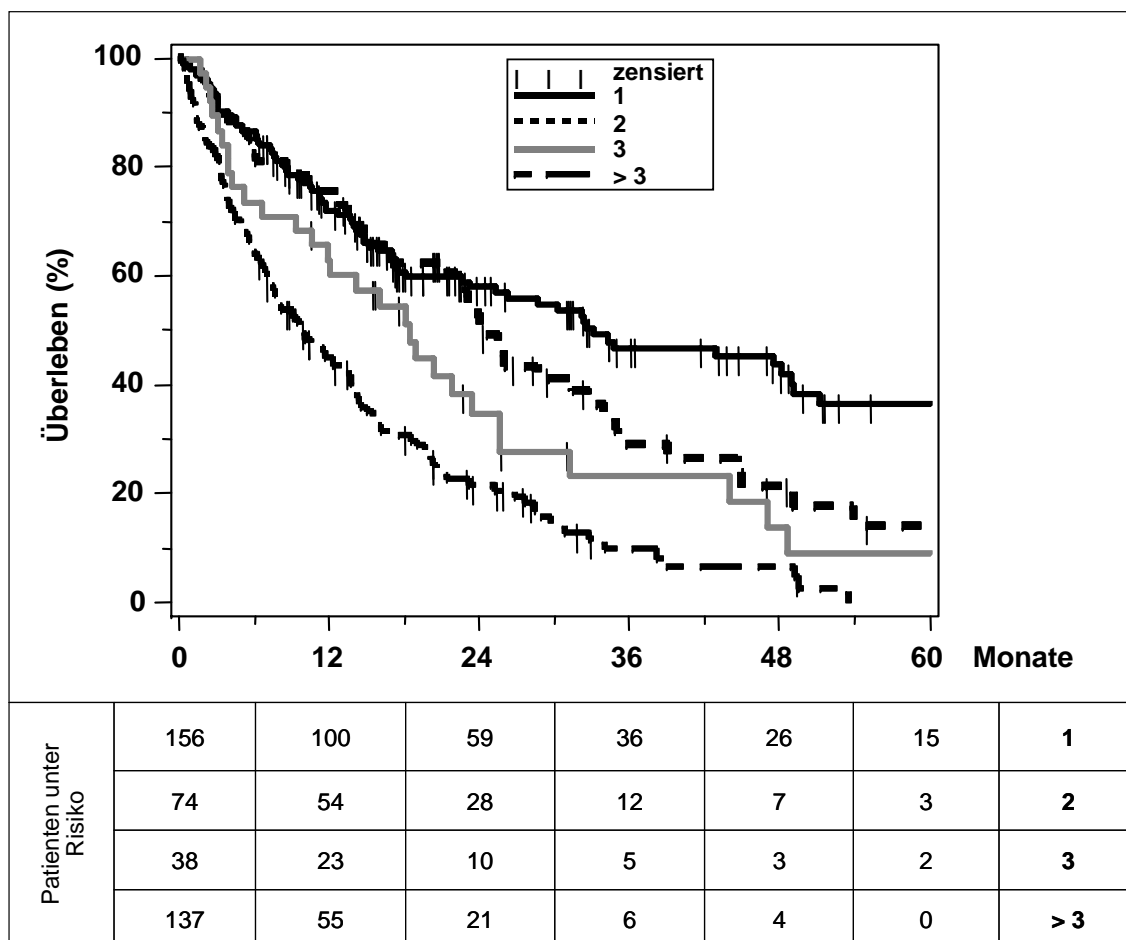 zensiert
1
2
3
> 3
Überleben (%)
100
80
60
40
20
0
0 12 24 36 48 60 Monate
Patienten unter
Risiko
156 100 59 36 26 15 1
74 54 28 12 7 3 2
38 23 10 5 3 2 3
137 55 21 6 4 0 > 3